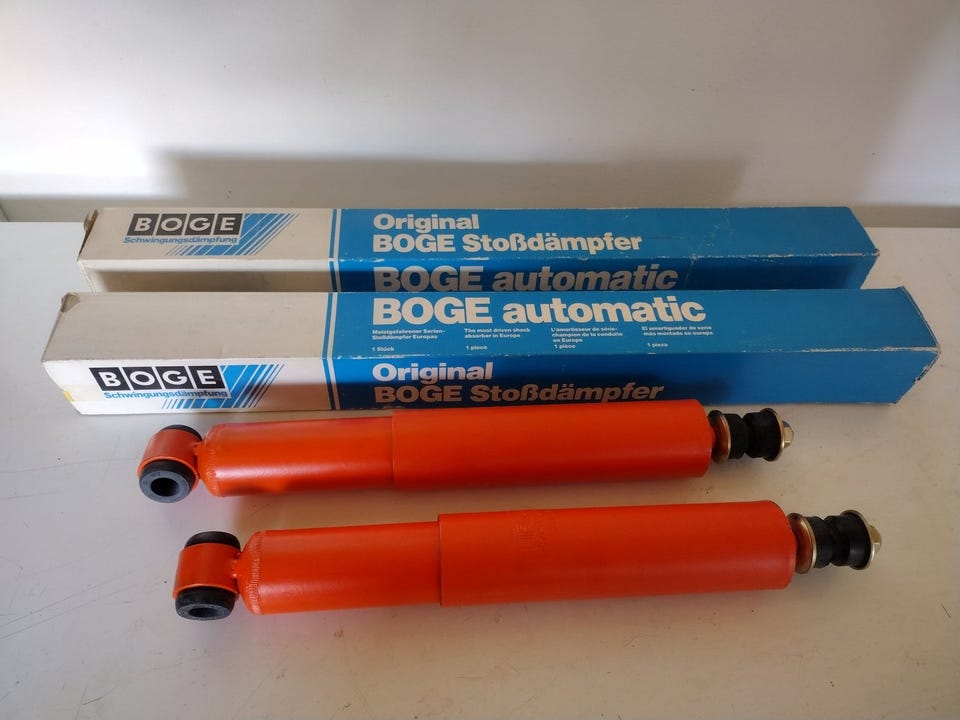 BOGE
Schwingungsdämpfung
Original
BOGE Stoßdämpfer
BOGE automatic
BOGE automatic
Meistgefahrener Serien-
Stoßdämpfer Europas
1 Stück
The most driven shock
absorber in Europe
1 piece
L'amortisseur de série-
champion de la conduite
en Europe
1 pièce
El amortiguador de serie
más montado en europa
1 pieza
BOGE
Schwingungsdämpfung
Original
BOGE Stoßdämpfer